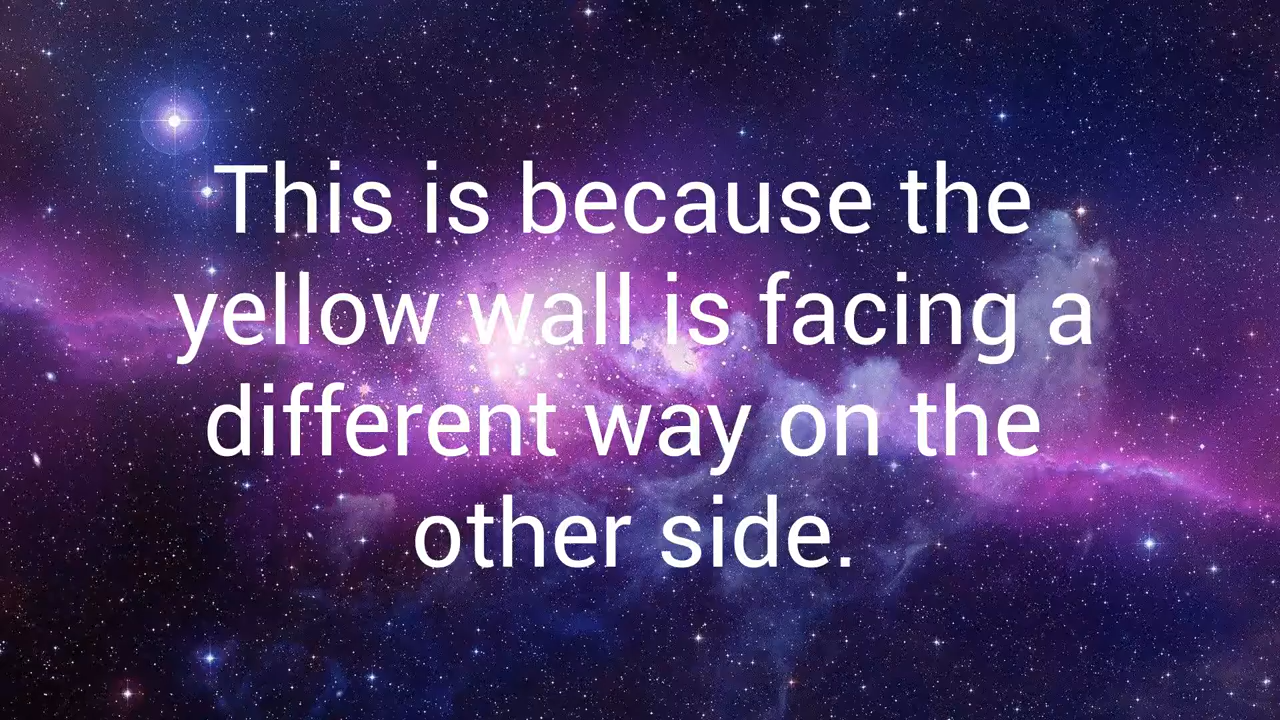 This is because the
yellow wall is facing a
different way on the
other side.